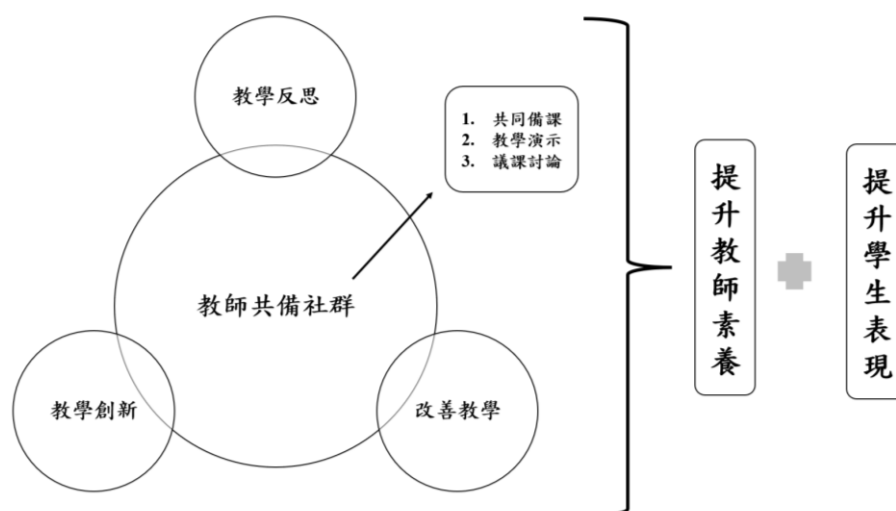 教學反思
1. 共同備課
2. 教學演示
3. 議課討論
教師共備社群
教學創新
改善教學
提升教師素養
提升學生表現